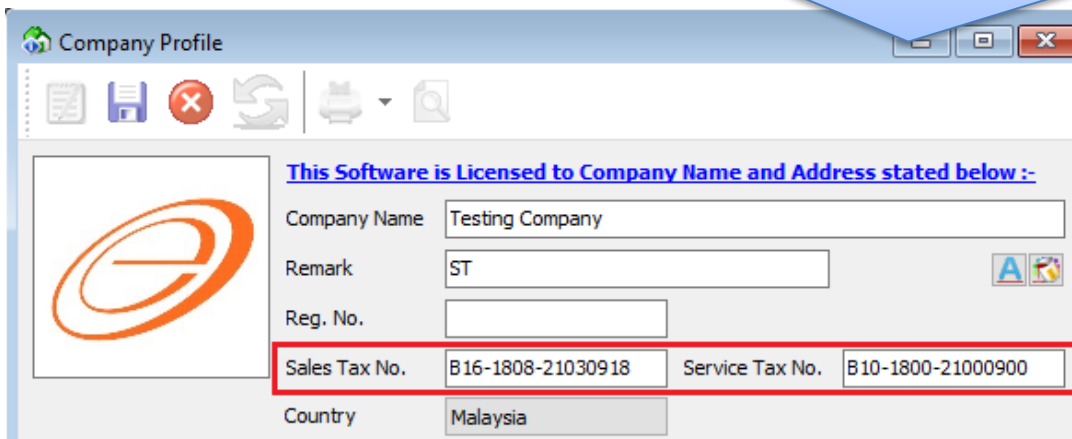 Company Profile
This Software is Licensed to Company Name and Address stated below :-
Company Name Testing Company
Remark ST
Reg. No.
Sales Tax No. B16-1808-21030918 Service Tax No. B10-1800-21000900
Country Malaysia